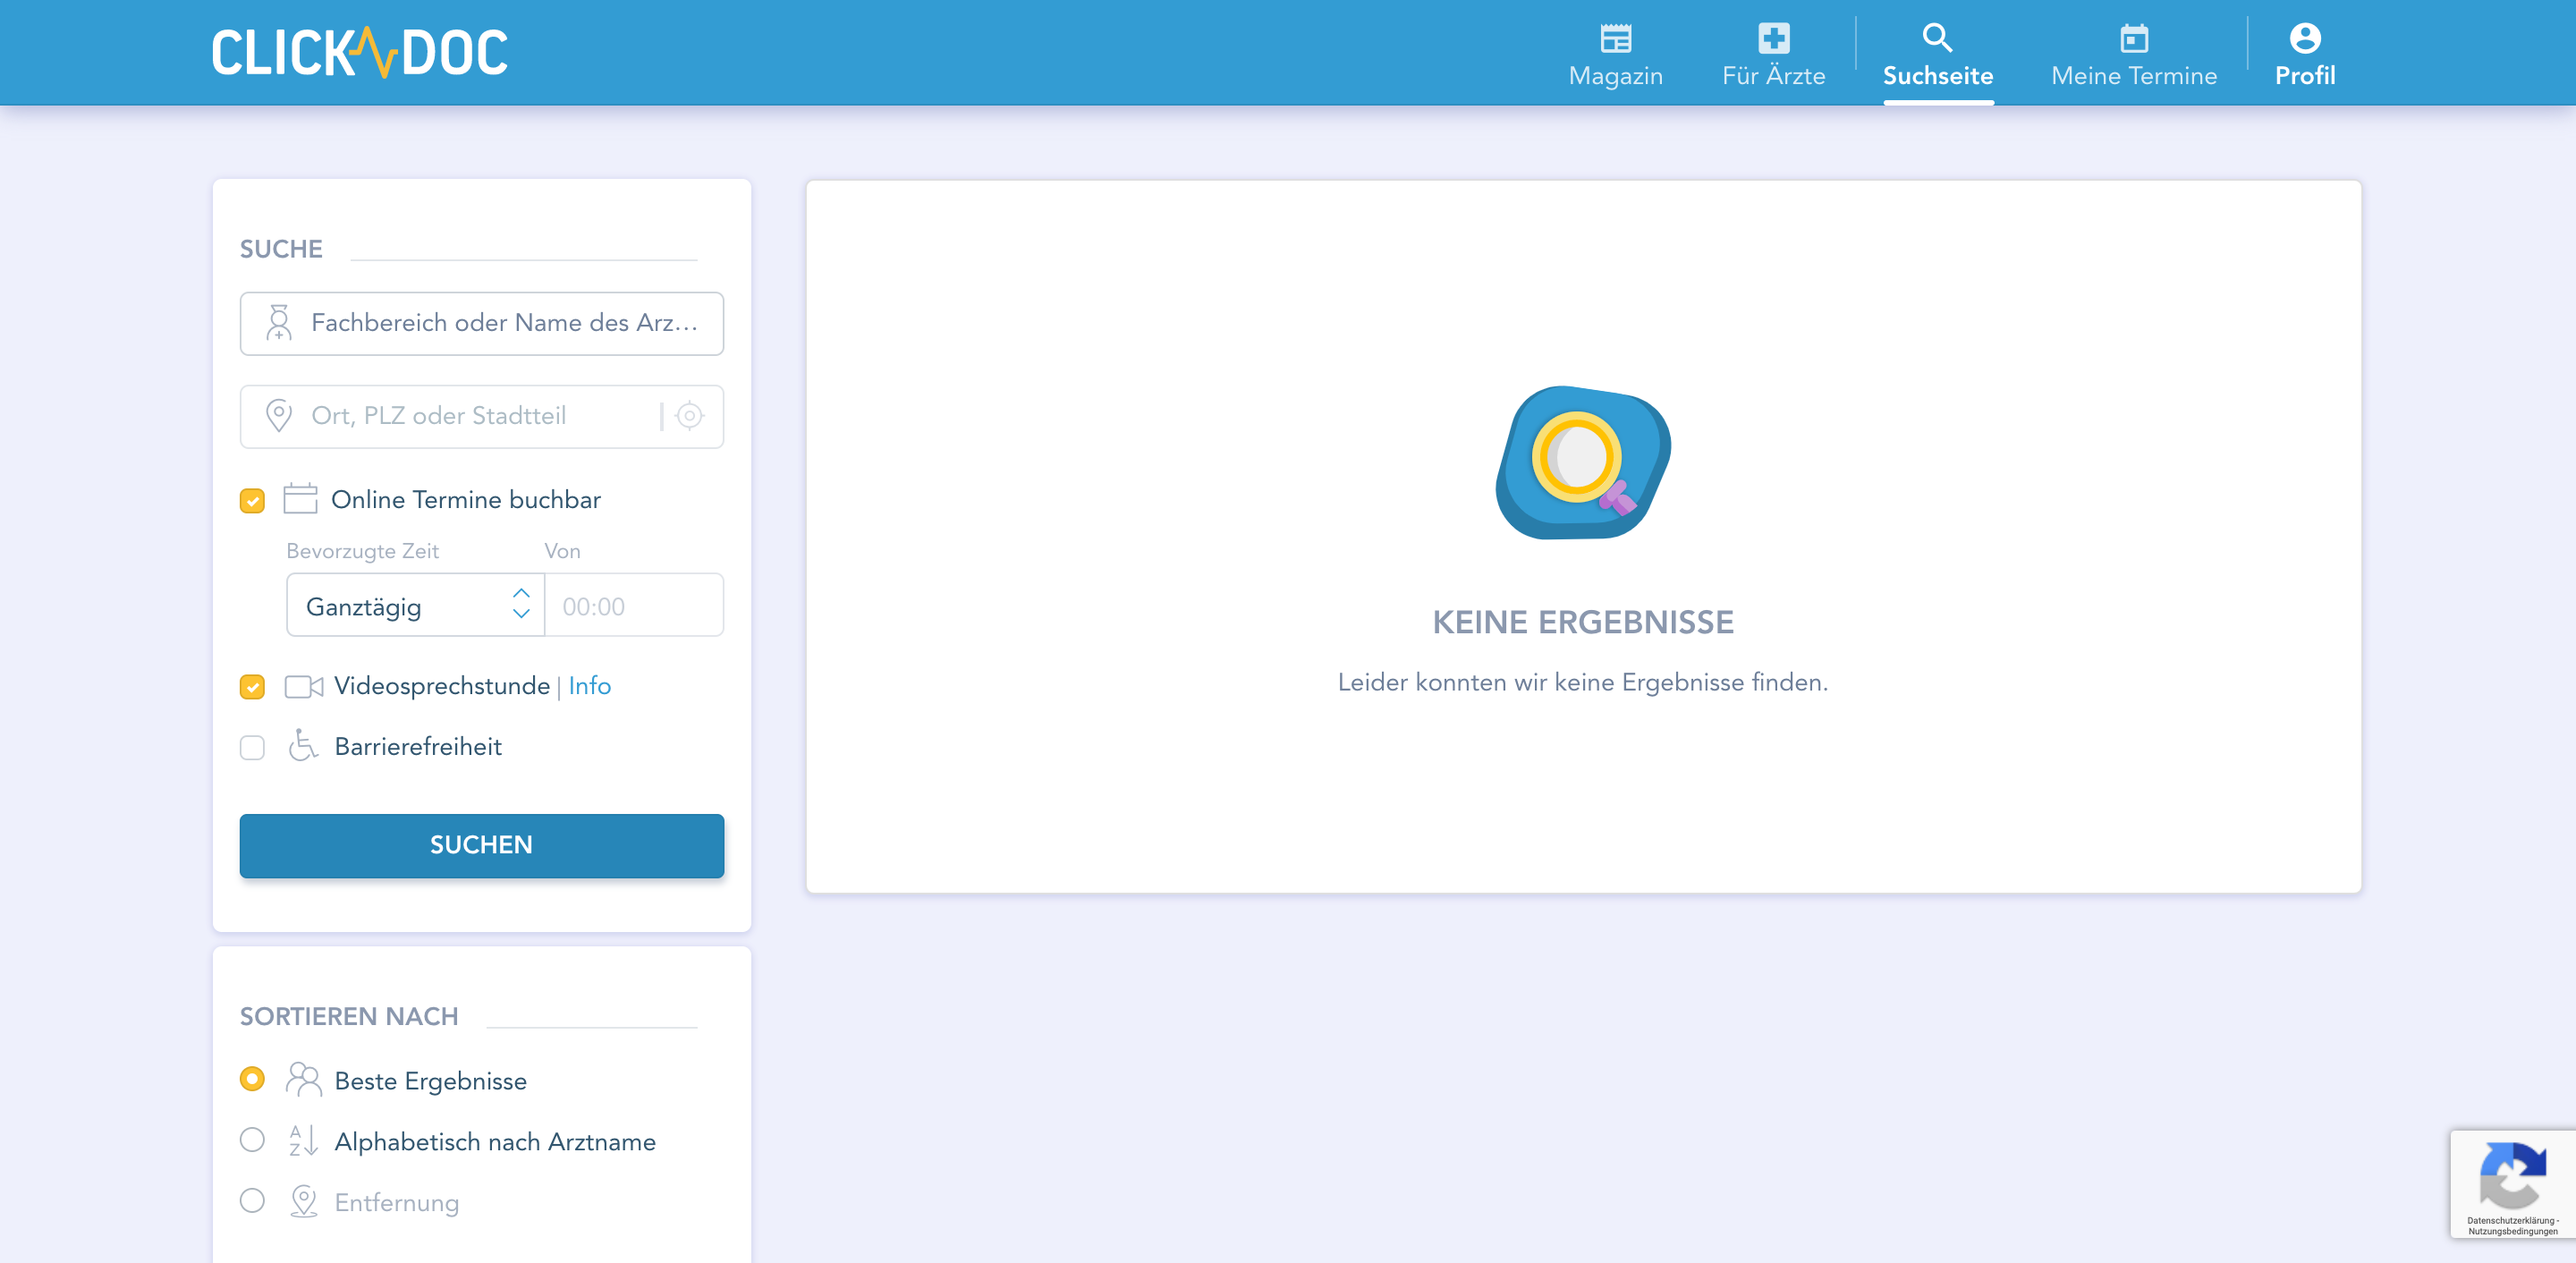 CLICK DOC
Magazin
Für Ärzte
Suchseite
Meine Termine
Profil
SUCHE
Fachbereich oder Name des Arz...
Ort, PLZ oder Stadtteil
Online Termine buchbar
Bevorzugte Zeit
Von
Ganztägig
00:00
Videosprechstunde | Info
Barrierefreiheit
SUCHEN
KEINE ERGEBNISSE
Leider konnten wir keine Ergebnisse finden.
SORTIEREN NACH
Beste Ergebnisse
A
Z
Alphabetisch nach Arztname
Entfernung
Datenschutzerklärung -
Nutzungsbedingungen